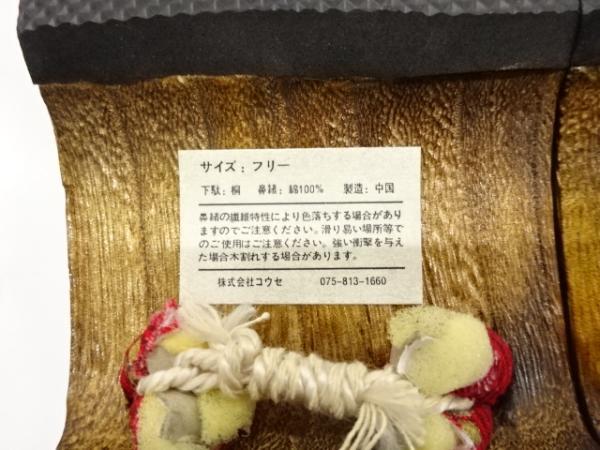 サイズ：フリー
下駄：桐　鼻緒：綿100%　製造：中国
鼻緒の繊維特性により色落ちする場合があり
ますのでご注意ください。滑り易い場所等で
のご使用はご注意ください。強い衝撃を与え
た場合木割れする場合があります。
株式会社コウセ　075-813-1660